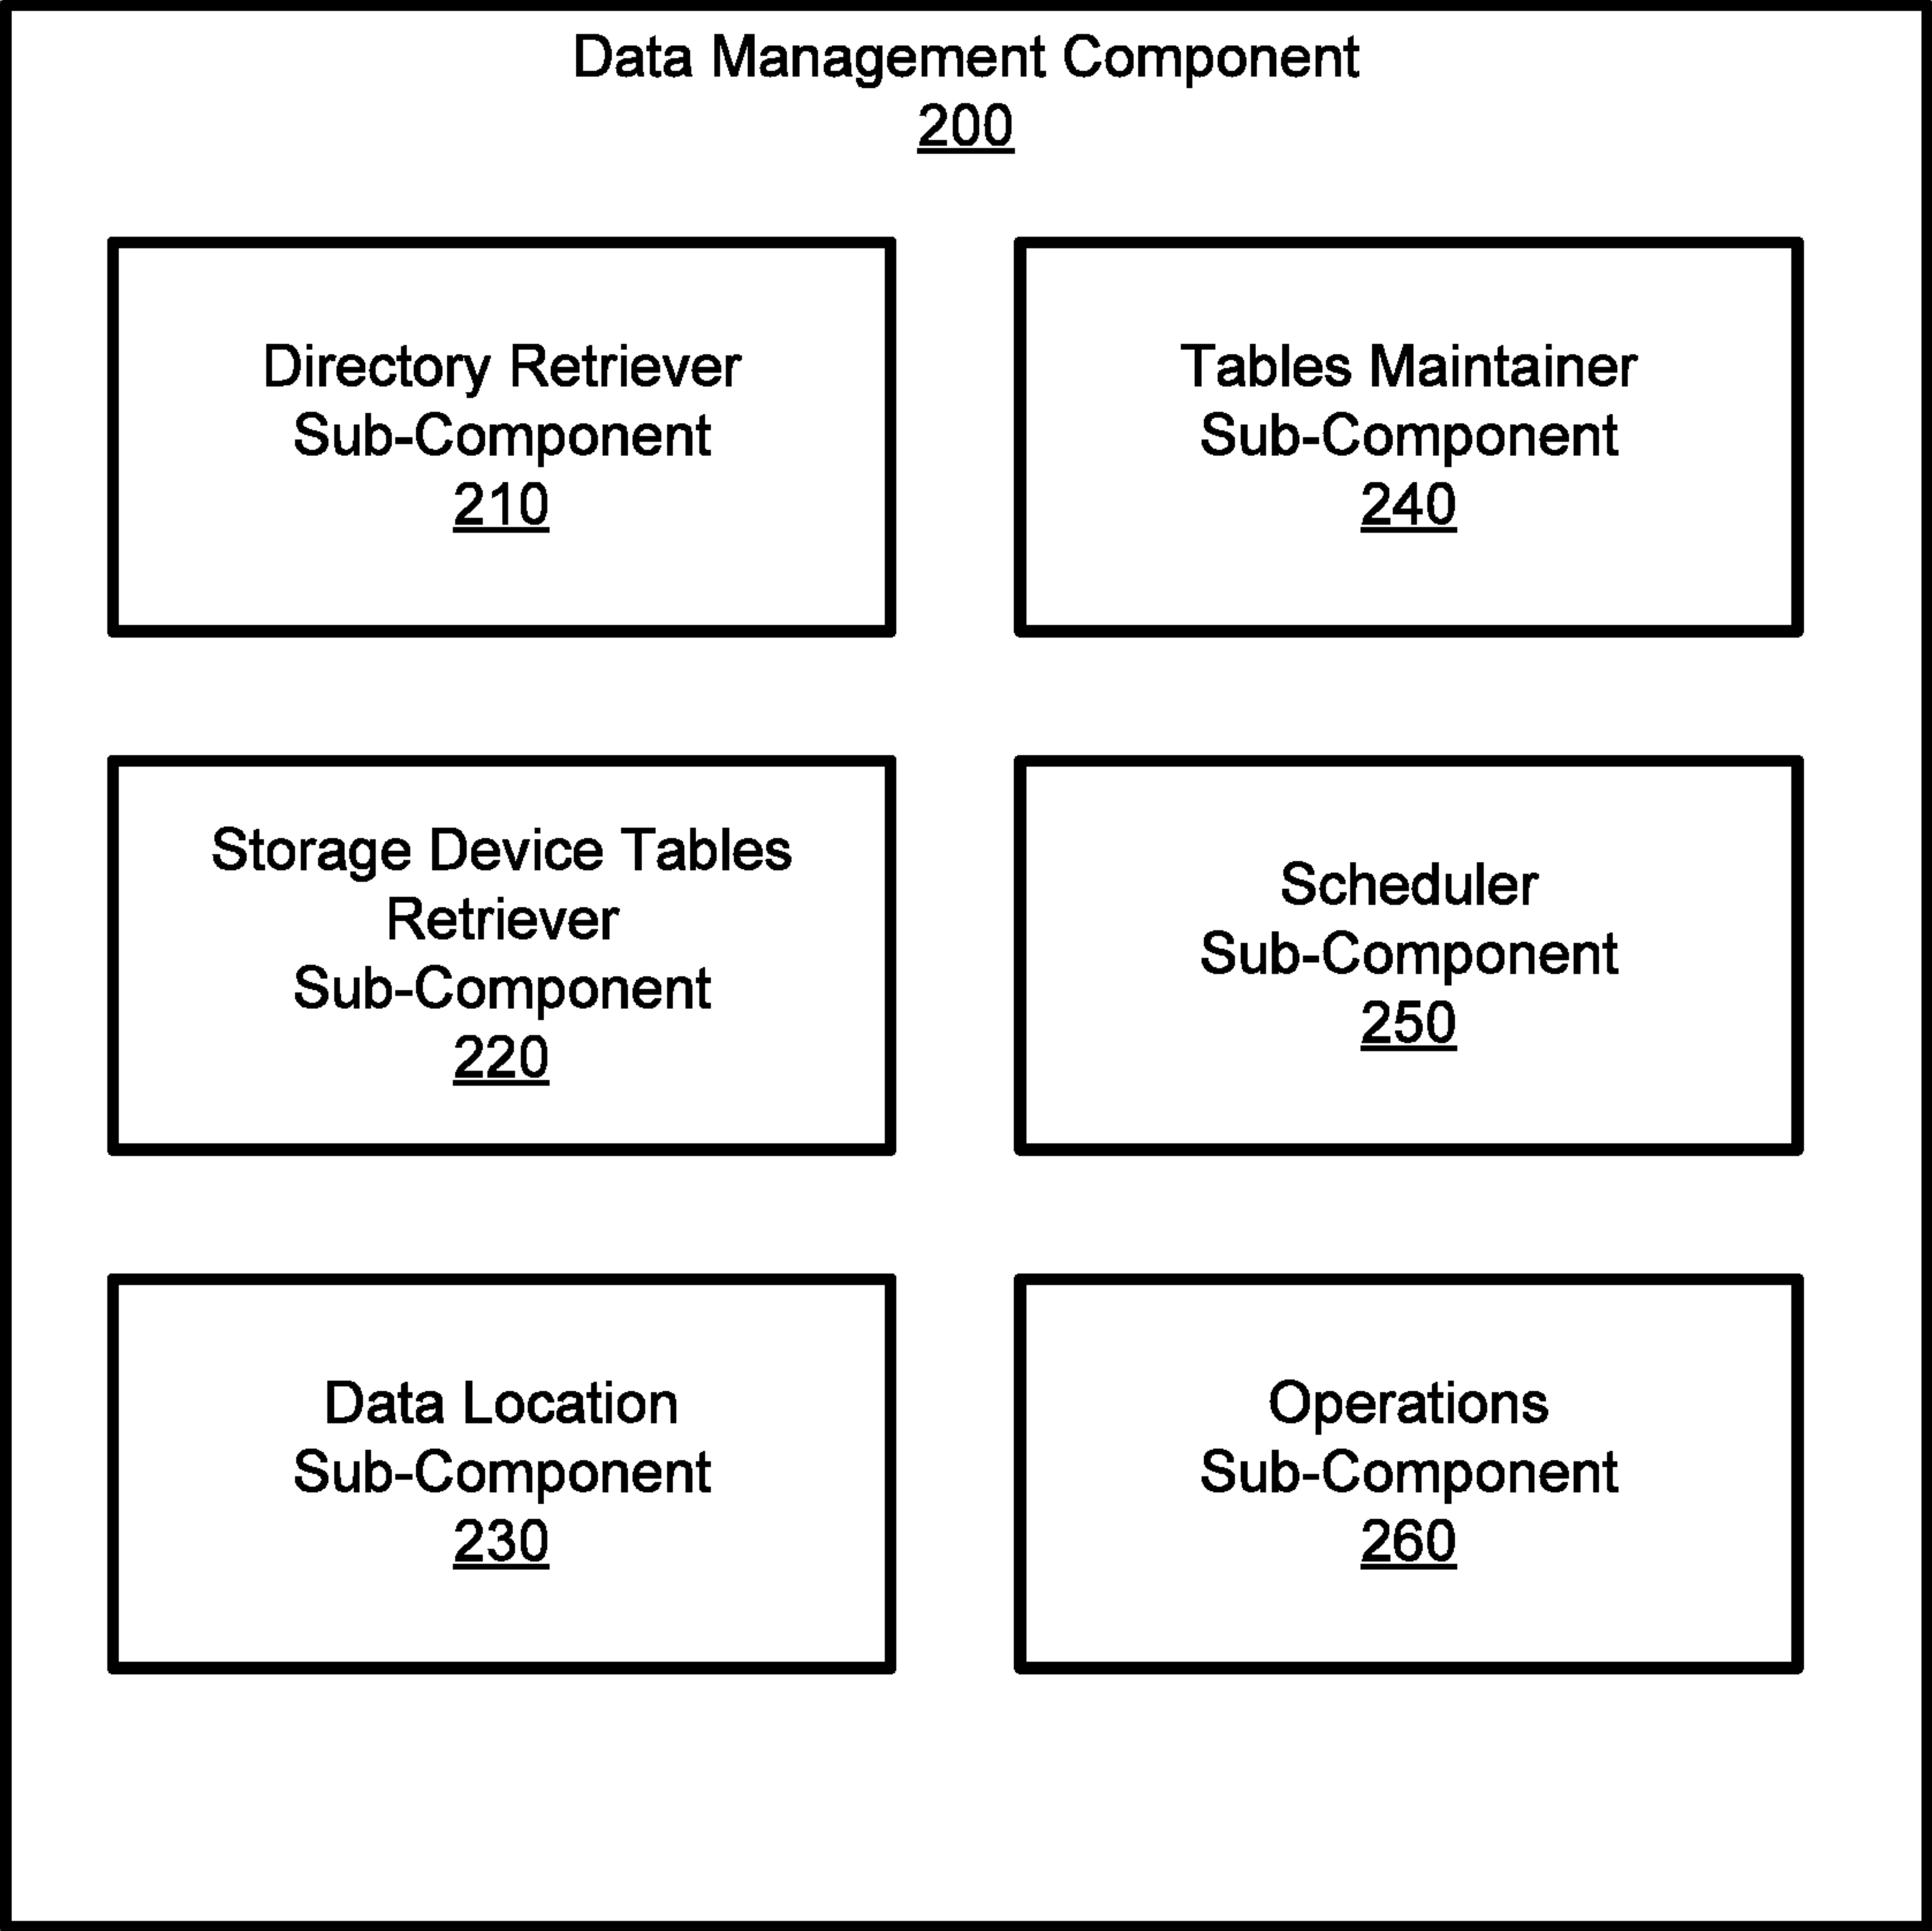 Data Management Component
200
Directory Retriever
Sub-Component
210
Tables Maintainer
Sub-Component
240
Storage Device Tables
Retriever
Sub-Component
220
Scheduler
Sub-Component
250
Data Location
Sub-Component
230
Operations
Sub-Component
260